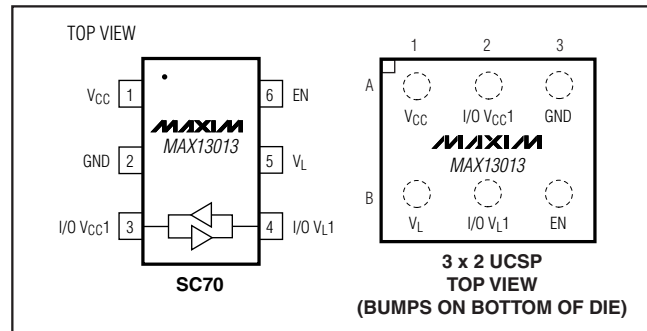 TOP VIEW
VCC 1
6 EN
MAXIM
MAX13013
GND 2
5 VL
I/O VCC1 3
4 I/O VL1
SC70
1 2 3
A
VCC I/O VCC1 GND
MAXIM
MAX13013
B
VL I/O VL1 EN
3 x 2 UCSP
TOP VIEW
(BUMPS ON BOTTOM OF DIE)